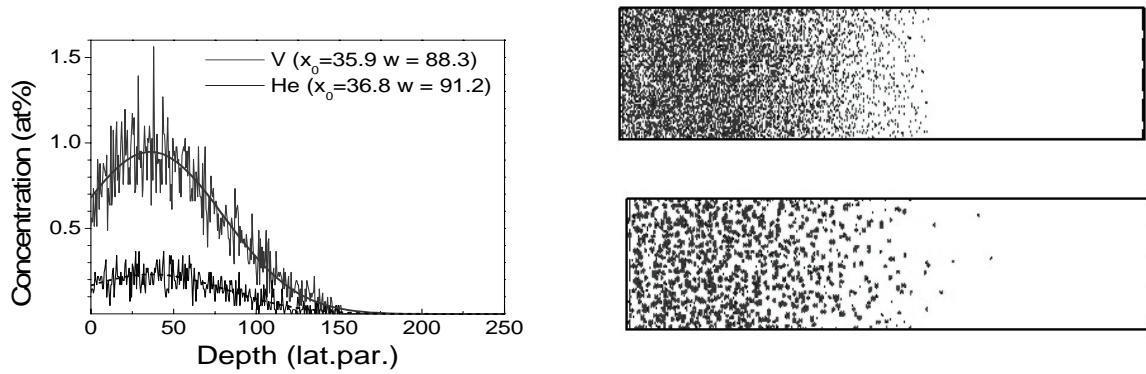 1.5
1.0
0.5
Concentration (at%)
V (x₀=35.9 w = 88.3)
He (x₀=36.8 w = 91.2)
0 50 100 150 200 250
Depth (lat.par.)